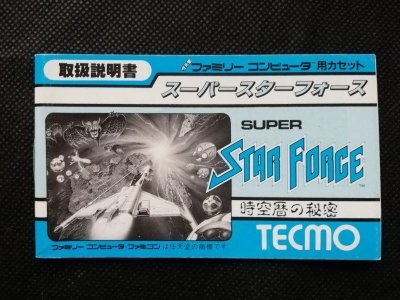 取扱説明書
ファミリー コンピュータ™用カセット
スーパースターフォース
SUPER
STAR FORCE™
時空暦の秘密
TECMO
ファミリー コンピュータ・ファミコンは任天堂の商標です